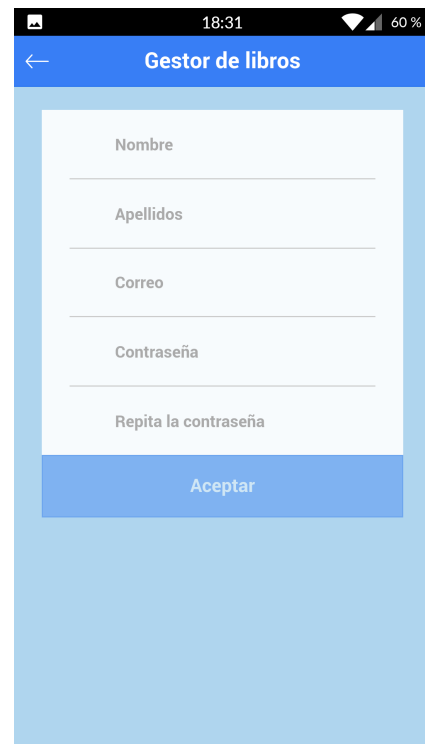 18:31
60 %
Gestor de libros
Nombre
Apellidos
Correo
Contraseña
Repita la contraseña
Aceptar